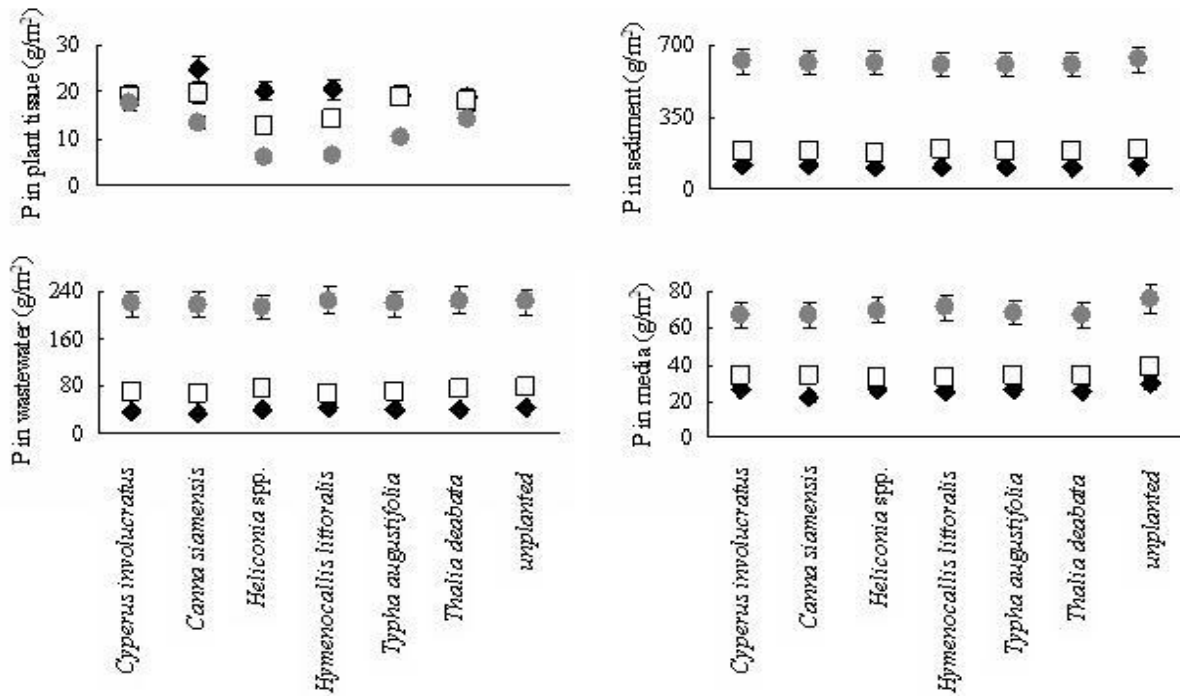 P in plant tissue (g/m²)
30
20
10
0
P in sediment (g/m²)
700
350
0
P in wastewater (g/m²)
240
160
80
0
P in media (g/m²)
80
60
40
20
0
Cyperus involucratus
Canna siamensis
Heliconia spp.
Hymenocallis littoralis
Typha augustifolia
Thalia deabata
unplanted
Cyperus involucratus
Canna siamensis
Heliconia spp.
Hymenocallis littoralis
Typha augustifolia
Thalia deabata
unplanted